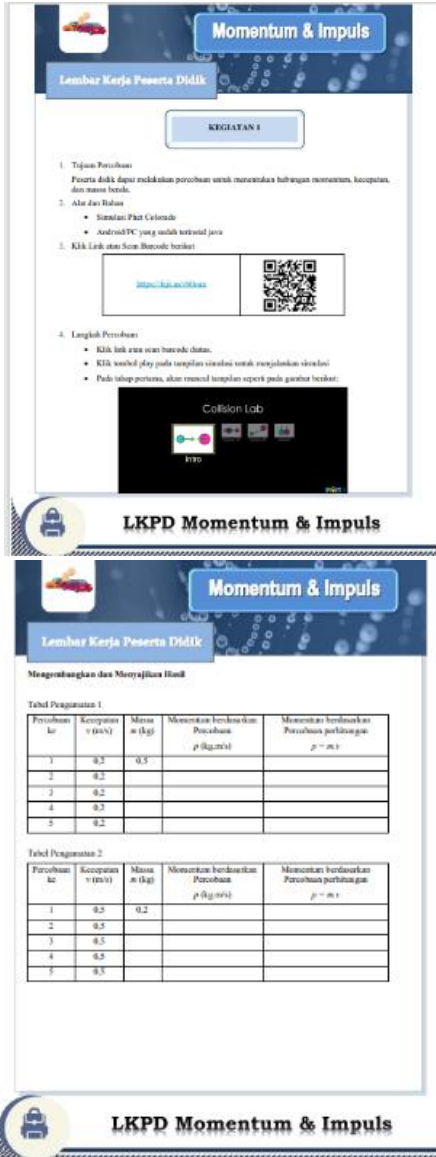 Momentum & Impuls
Lembar Kerja Peserta Didik
KEGIATAN 1
1. Tujuan Percobaan
Peserta didik dapat melakukan percobaan untuk menentukan hubungan momentum, kecepatan,
dan massa benda.
2. Alat dan Bahan
• Simulasi Phet Colorado
• Android/PC yang sudah terinstal java
3. Klik Link atau Scan Barcode berikut
4. Langkah Percobaan
• Klik link atau scan barcode diatas.
• Klik tombol play pada tampilan simulasi untuk menjalankan simulasi
• Pada tahap pertama, akan muncul tampilan seperti pada gambar berikut:
Collision Lab
Intro
LKPD Momentum & Impuls
Momentum & Impuls
Lembar Kerja Peserta Didik
Mengembangkan dan Menyajikan Hasil
Tabel Pengamatan 1
Percobaan ke Kecepatan v (m/s) Massa m (kg) Momentum berdasarkan Percobaan p (kg.m/s) Momentum berdasarkan Percobaan perhitungan p = m.v
1 0,2 0,5
2 0,2
3 0,2
4 0,2
5 0,2
Tabel Pengamatan 2
Percobaan ke Kecepatan v (m/s) Massa m (kg) Momentum berdasarkan Percobaan p (kg.m/s) Momentum berdasarkan Percobaan perhitungan p = m.v
1 0,5 0,2
2 0,5
3 0,5
4 0,5
5 0,5
LKPD Momentum & Impuls